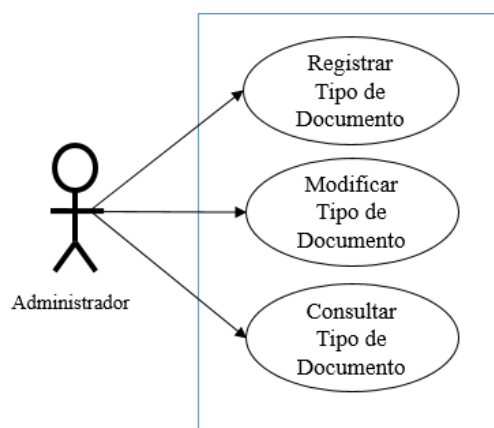 Registrar
Tipo de
Documento
Modificar
Tipo de
Documento
Administrador
Consultar
Tipo de
Documento